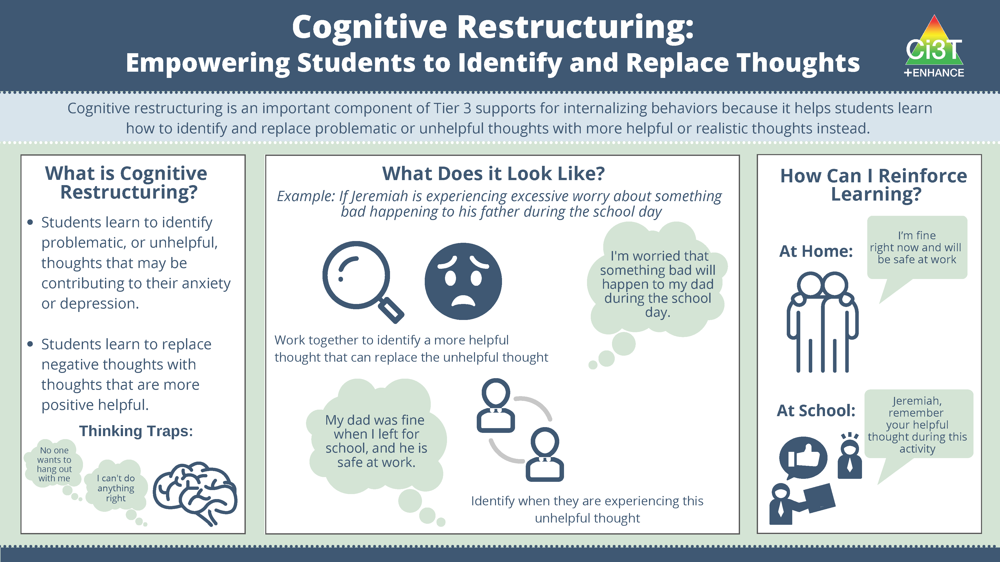 Cognitive Restructuring:
Empowering Students to Identify and Replace Thoughts
Ci3T
+ENHANCE
Cognitive restructuring is an important component of Tier 3 supports for internalizing behaviors because it helps students learn
how to identify and replace problematic or unhelpful thoughts with more helpful or realistic thoughts instead.
What is Cognitive
Restructuring?
• Students learn to identify
problematic, or unhelpful,
thoughts that may be
contributing to their anxiety
or depression.
• Students learn to replace
negative thoughts with
thoughts that are more
positive helpful.
Thinking Traps:
No one
wants to
hang out
with me
I can't do
anything
right
What Does it Look Like?
Example: If Jeremiah is experiencing excessive worry about something
bad happening to his father during the school day
I'm worried that
something bad will
happen to my dad
during the school
day.
Work together to identify a more helpful
thought that can replace the unhelpful thought
My dad was fine
when I left for
school, and he is
safe at work.
Identify when they are experiencing this
unhelpful thought
How Can I Reinforce
Learning?
At Home:
I’m fine
right now and will
be safe at work
At School:
Jeremiah,
remember
your helpful
thought during this
activity